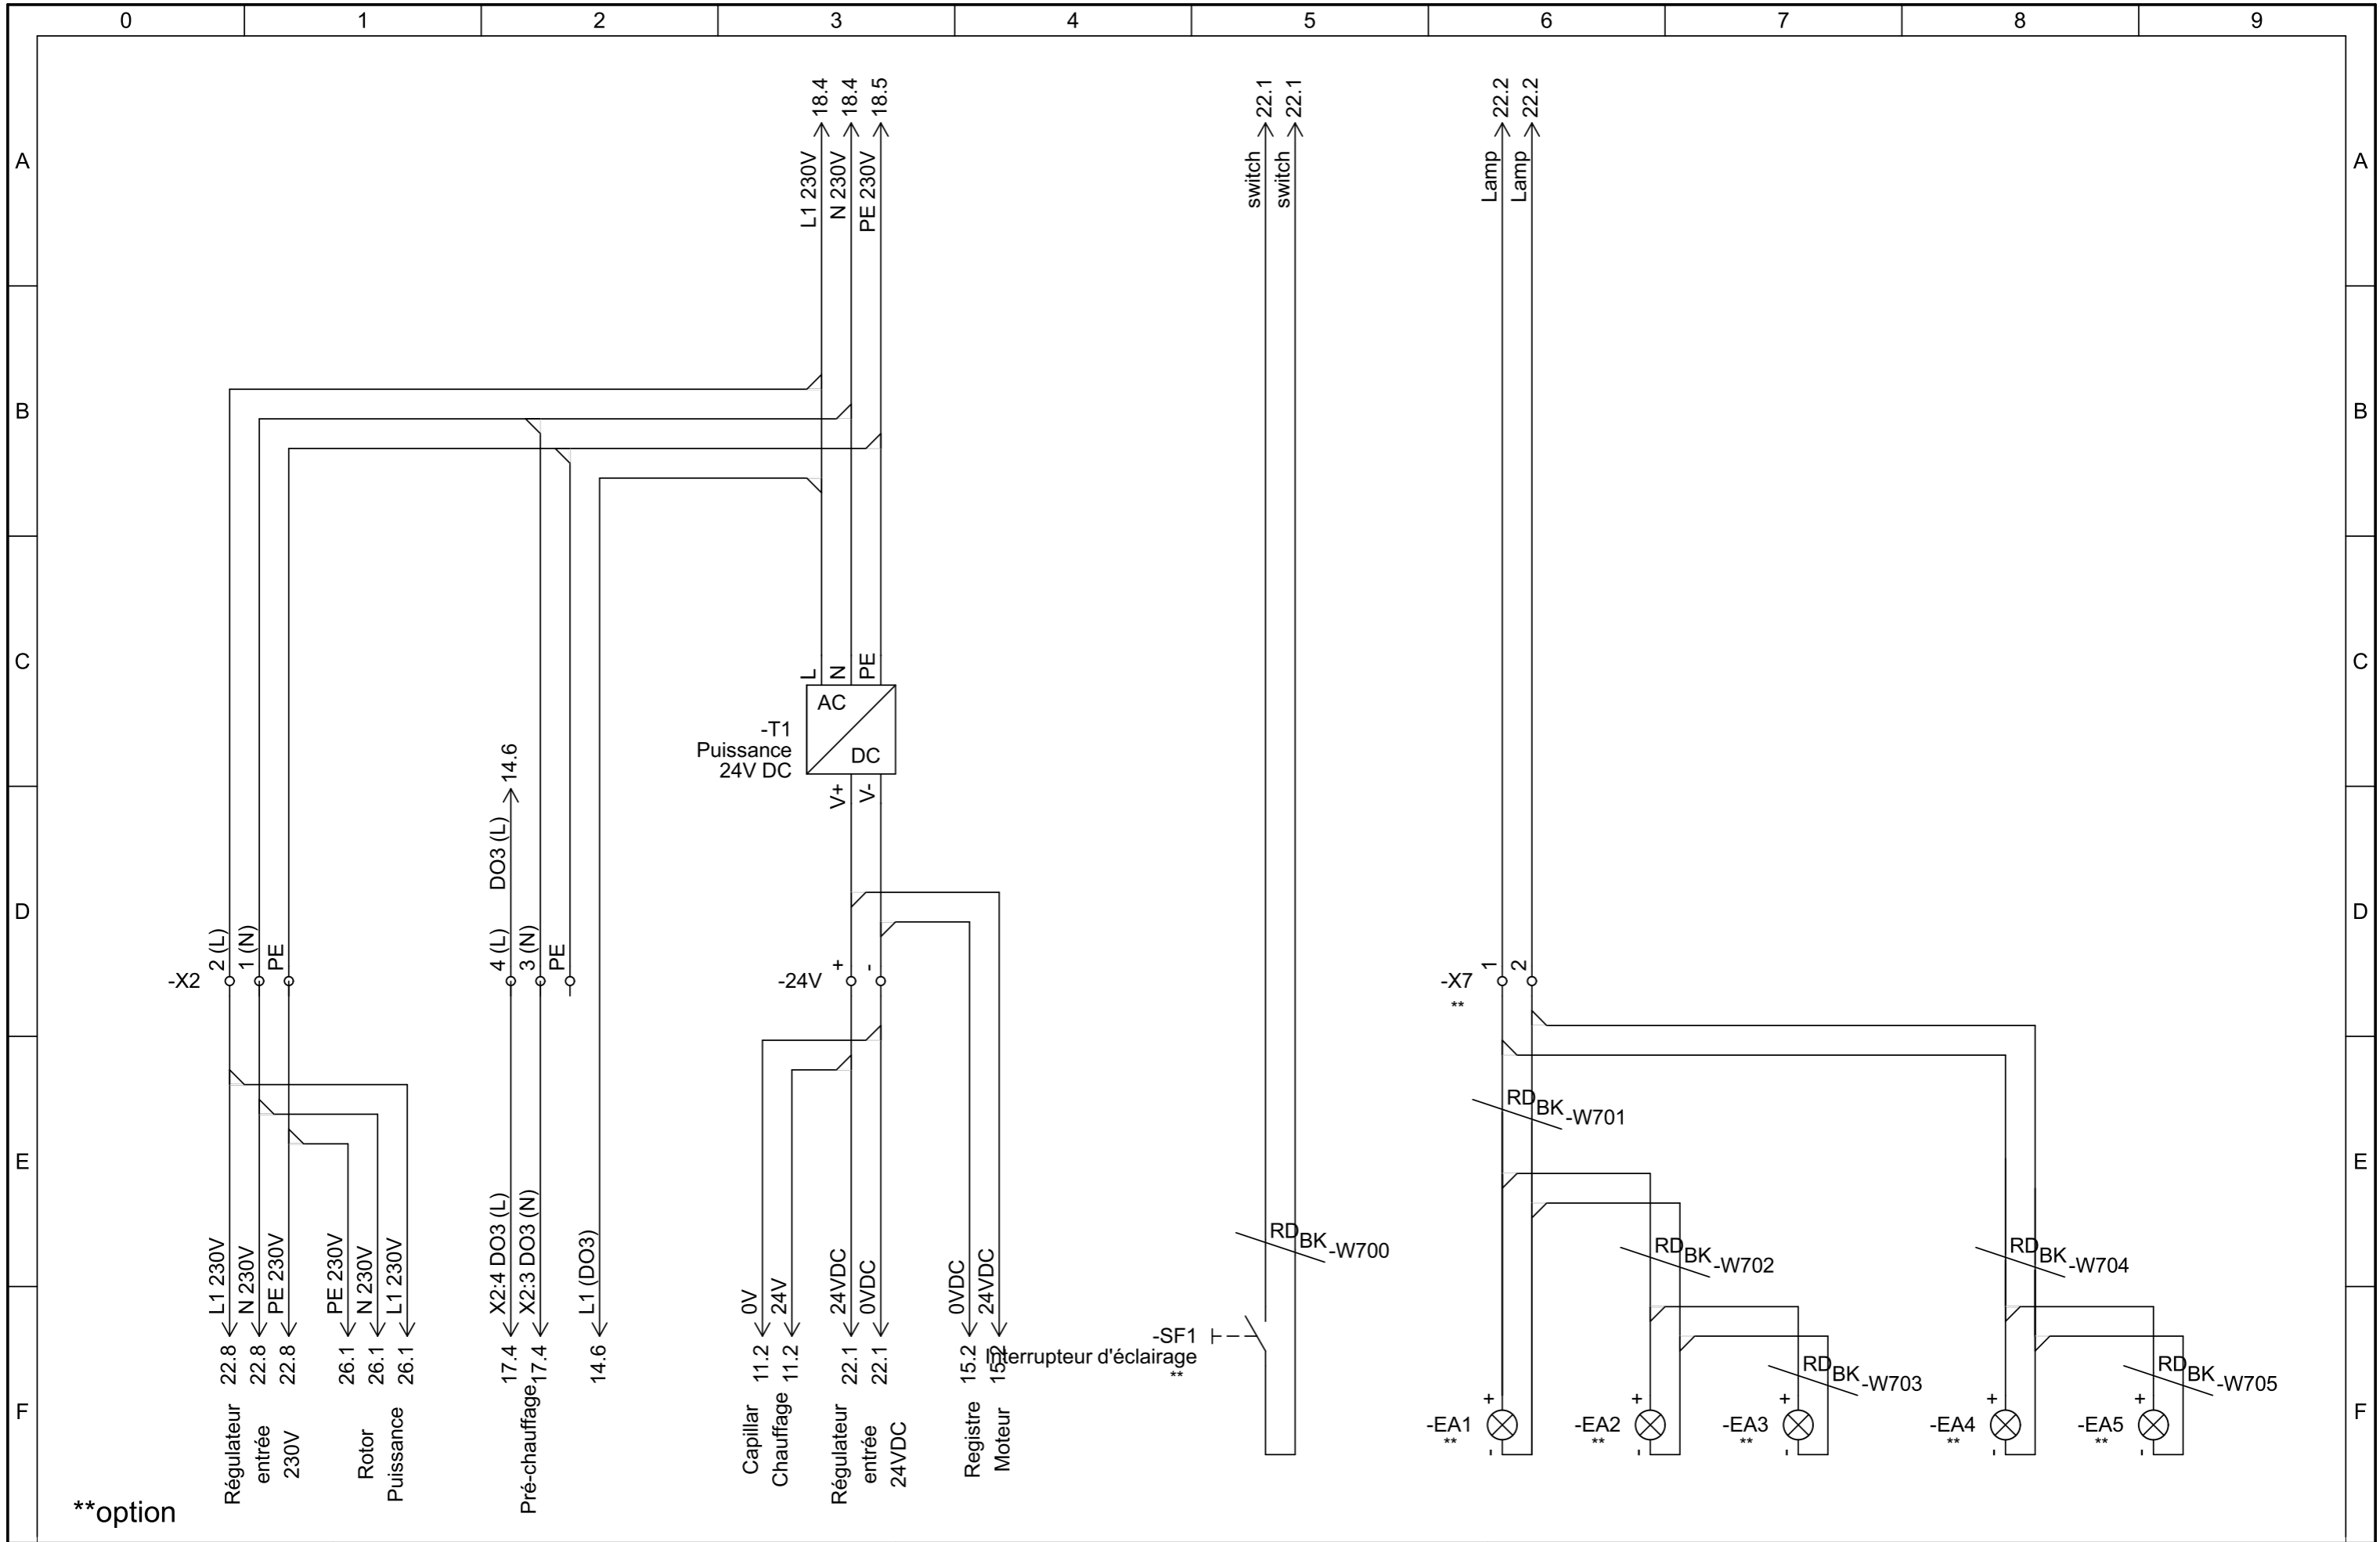 0 1 2 3 4 5 6 7 8 9
18.4 18.4 18.5 22.1 22.1 22.2 22.2
A L1 230V N 230V PE 230V switch switch Lamp Lamp A
B B
C L N PE C
AC
-T1
Puissance
24V DC
DC
14.6
V+ V-
DO3 (L)
D D
2 (L) 1 (N) PE 4 (L) 3 (N) PE + - 1 2
-X2 -24V -X7
**
RD BK -W701
E E
RD BK -W700
RD BK -W702
RD BK -W704
L1 230V N 230V PE 230V PE 230V N 230V L1 230V X2:4 DO3 (L) X2:3 DO3 (N) L1 (DO3) 0V 24V 24VDC 0VDC 0VDC 24VDC
-SF1
Interrupteur d'éclairage
**
22.8 22.8 22.8 26.1 26.1 26.1 17.4 17.4 14.6 11.2 11.2 22.1 22.1 15.2 15.2
RD BK -W703
RD BK -W705
F F
+ + + + +
-EA1 -EA2 -EA3 -EA4 -EA5
** ** ** ** **
- - - - -
Régulateur
entrée
230V
Rotor
Puissance
Pré-chauffage
Capillar
Chauffage
Régulateur
entrée
24VDC
Registre
Moteur
**option